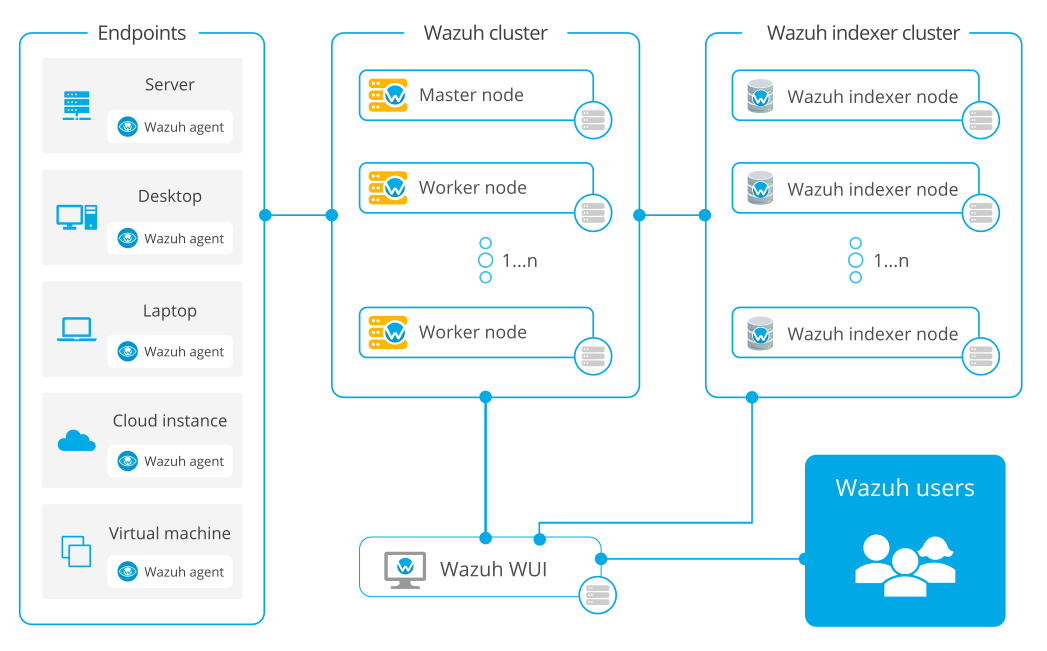 Endpoints
Server
Wazuh agent
Desktop
Wazuh agent
Laptop
Wazuh agent
Cloud instance
Wazuh agent
Virtual machine
Wazuh agent
Wazuh cluster
Master node
Worker node
1...n
Worker node
Wazuh indexer cluster
Wazuh indexer node
Wazuh indexer node
1...n
Wazuh indexer node
Wazuh WUI
Wazuh users